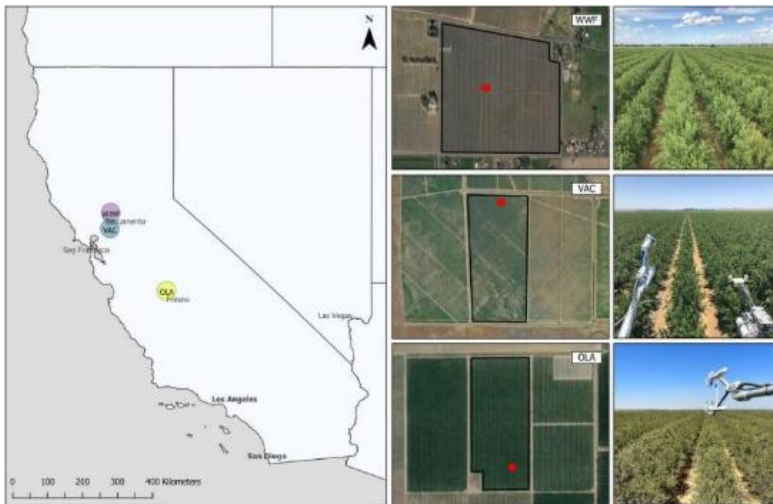 N
WWF
VAC
OLA
WWF
Sacramento
VAC
San Francisco
OLA
Fresno
Las Vegas
Los Angeles
San Diego
0 100 200 300 400 Kilometers